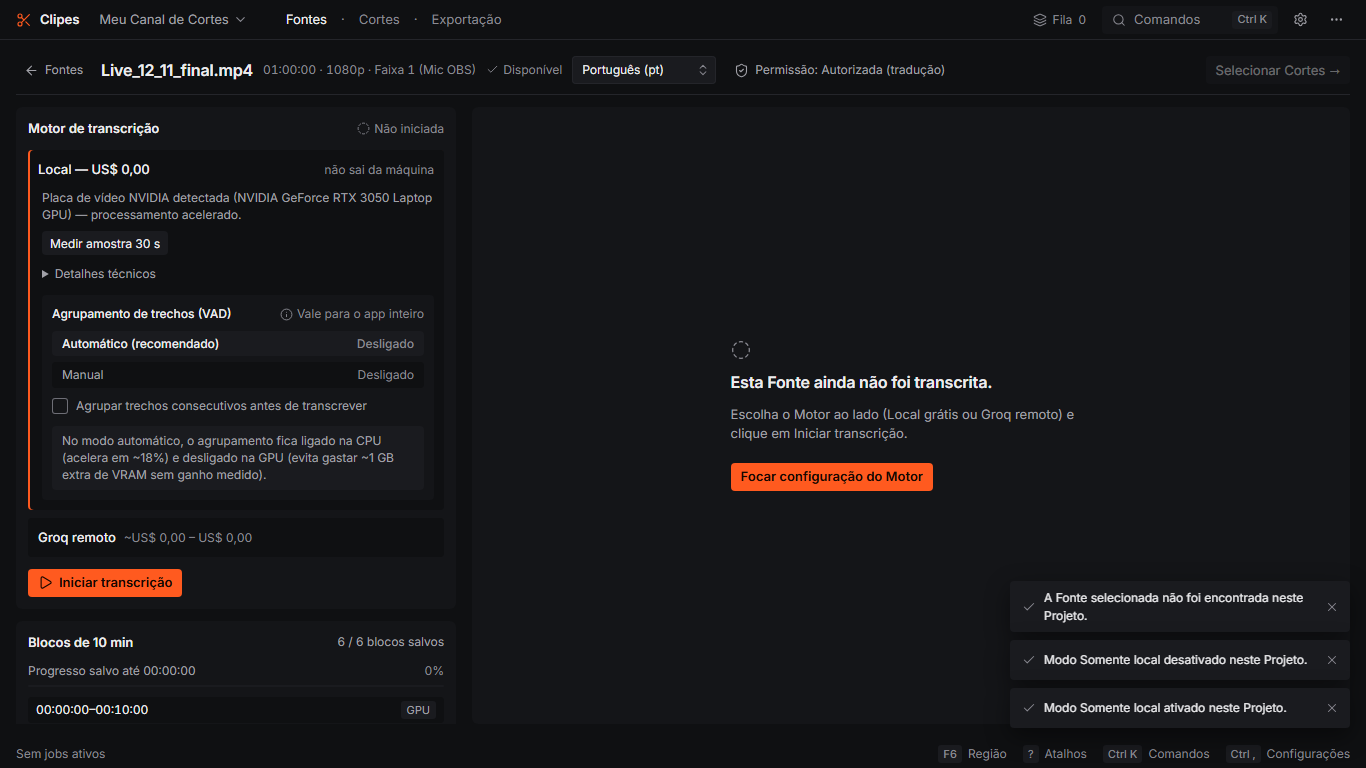 Clipes Meu Canal de Cortes Fontes · Cortes · Exportação Fila 0 Comandos Ctrl K
← Fontes Live_12_11_final.mp4 01:00:00 · 1080p · Faixa 1 (Mic OBS) Disponível Português (pt) Permissão: Autorizada (tradução) Selecionar Cortes →
Motor de transcrição Não iniciada
Local — US$ 0,00 não sai da máquina
Placa de vídeo NVIDIA detectada (NVIDIA GeForce RTX 3050 Laptop
GPU) — processamento acelerado.
Medir amostra 30 s
Detalhes técnicos
Agrupamento de trechos (VAD) Vale para o app inteiro
Automático (recomendado) Desligado
Manual Desligado
Agrupar trechos consecutivos antes de transcrever
No modo automático, o agrupamento fica ligado na CPU
(acelera em ~18%) e desligado na GPU (evita gastar ~1 GB
extra de VRAM sem ganho medido).
Groq remoto ~US$ 0,00 – US$ 0,00
Iniciar transcrição
Blocos de 10 min 6 / 6 blocos salvos
Progresso salvo até 00:00:00 0%
00:00:00–00:10:00 GPU
Esta Fonte ainda não foi transcrita.
Escolha o Motor ao lado (Local grátis ou Groq remoto) e
clique em Iniciar transcrição.
Focar configuração do Motor
A Fonte selecionada não foi encontrada neste
Projeto.
Modo Somente local desativado neste Projeto.
Modo Somente local ativado neste Projeto.
Sem jobs ativos F6 Região ? Atalhos Ctrl K Comandos Ctrl , Configurações